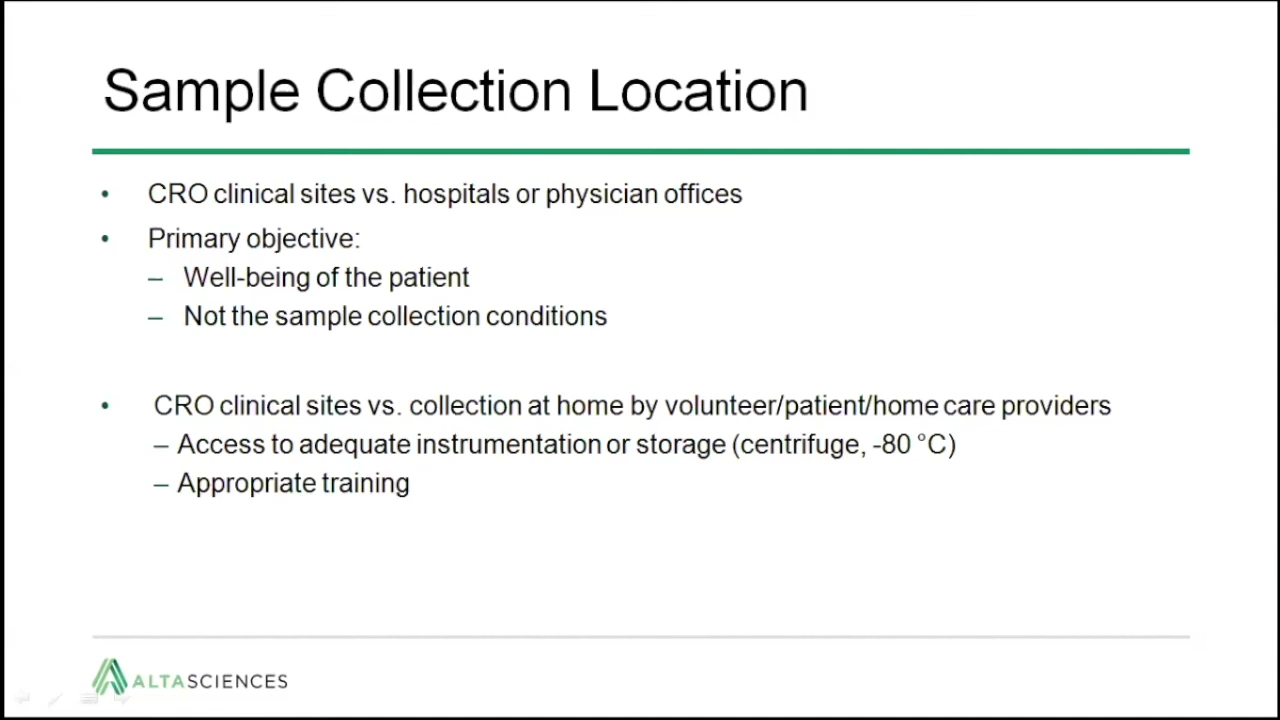 Sample Collection Location
• CRO clinical sites vs. hospitals or physician offices
• Primary objective:
– Well-being of the patient
– Not the sample collection conditions
• CRO clinical sites vs. collection at home by volunteer/patient/home care providers
– Access to adequate instrumentation or storage (centrifuge, -80 °C)
– Appropriate training
ALTASCIENCES